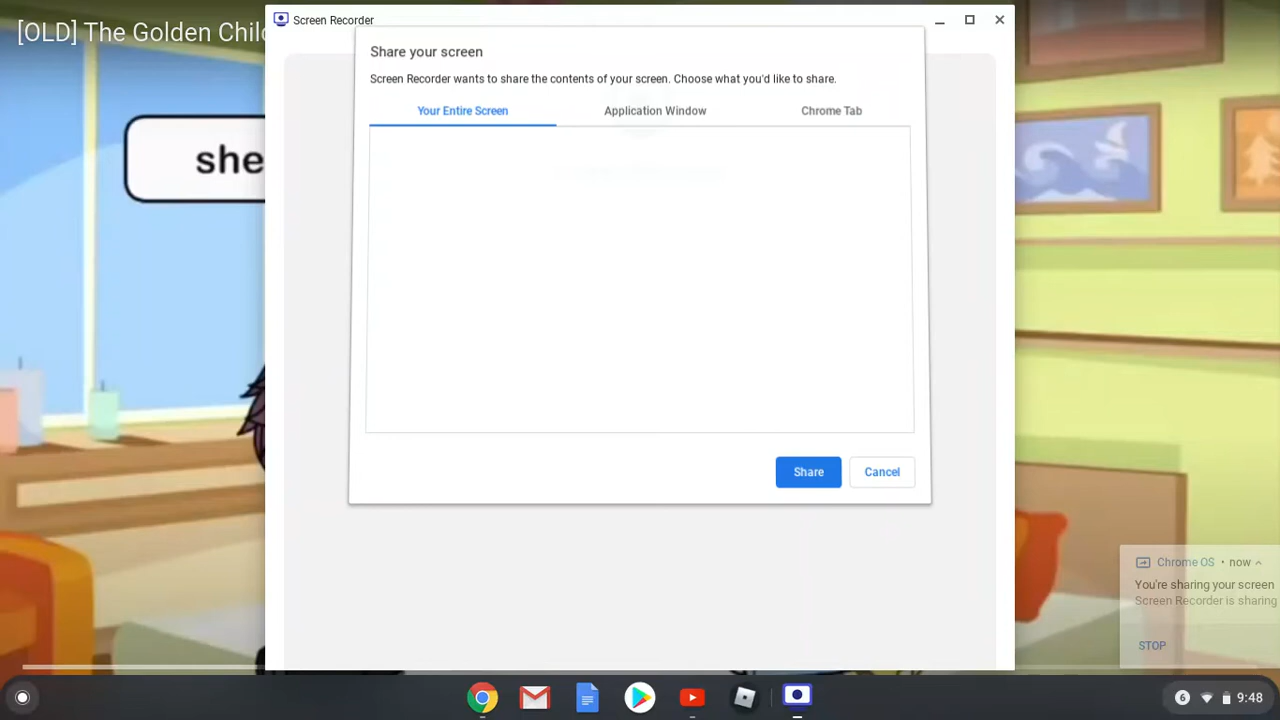 [OLD] The Golden Chil
Screen Recorder
she
Share your screen
Screen Recorder wants to share the contents of your screen. Choose what you'd like to share.
Your Entire Screen
Application Window
Chrome Tab
Share
Cancel
Chrome OS • now
You're sharing your screen
Screen Recorder is sharing
STOP
6
9:48